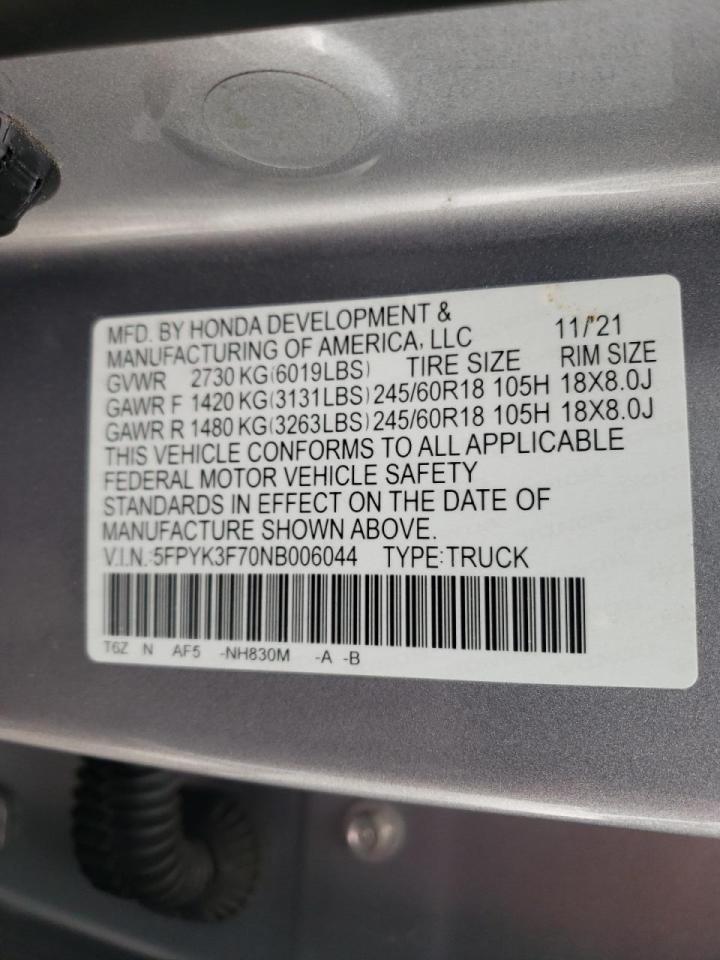 MFD. BY HONDA DEVELOPMENT &
MANUFACTURING OF AMERICA, LLC 11/'21
GVWR 2730 KG(6019LBS) TIRE SIZE RIM SIZE
GAWR F 1420 KG(3131LBS) 245/60R18 105H 18X8.0J
GAWR R 1480 KG(3263LBS) 245/60R18 105H 18X8.0J
THIS VEHICLE CONFORMS TO ALL APPLICABLE
FEDERAL MOTOR VEHICLE SAFETY
STANDARDS IN EFFECT ON THE DATE OF
MANUFACTURE SHOWN ABOVE.
V.I.N.:5FPYK3F70NB006044 TYPE:TRUCK
T6Z N AF5 -NH830M -A -B